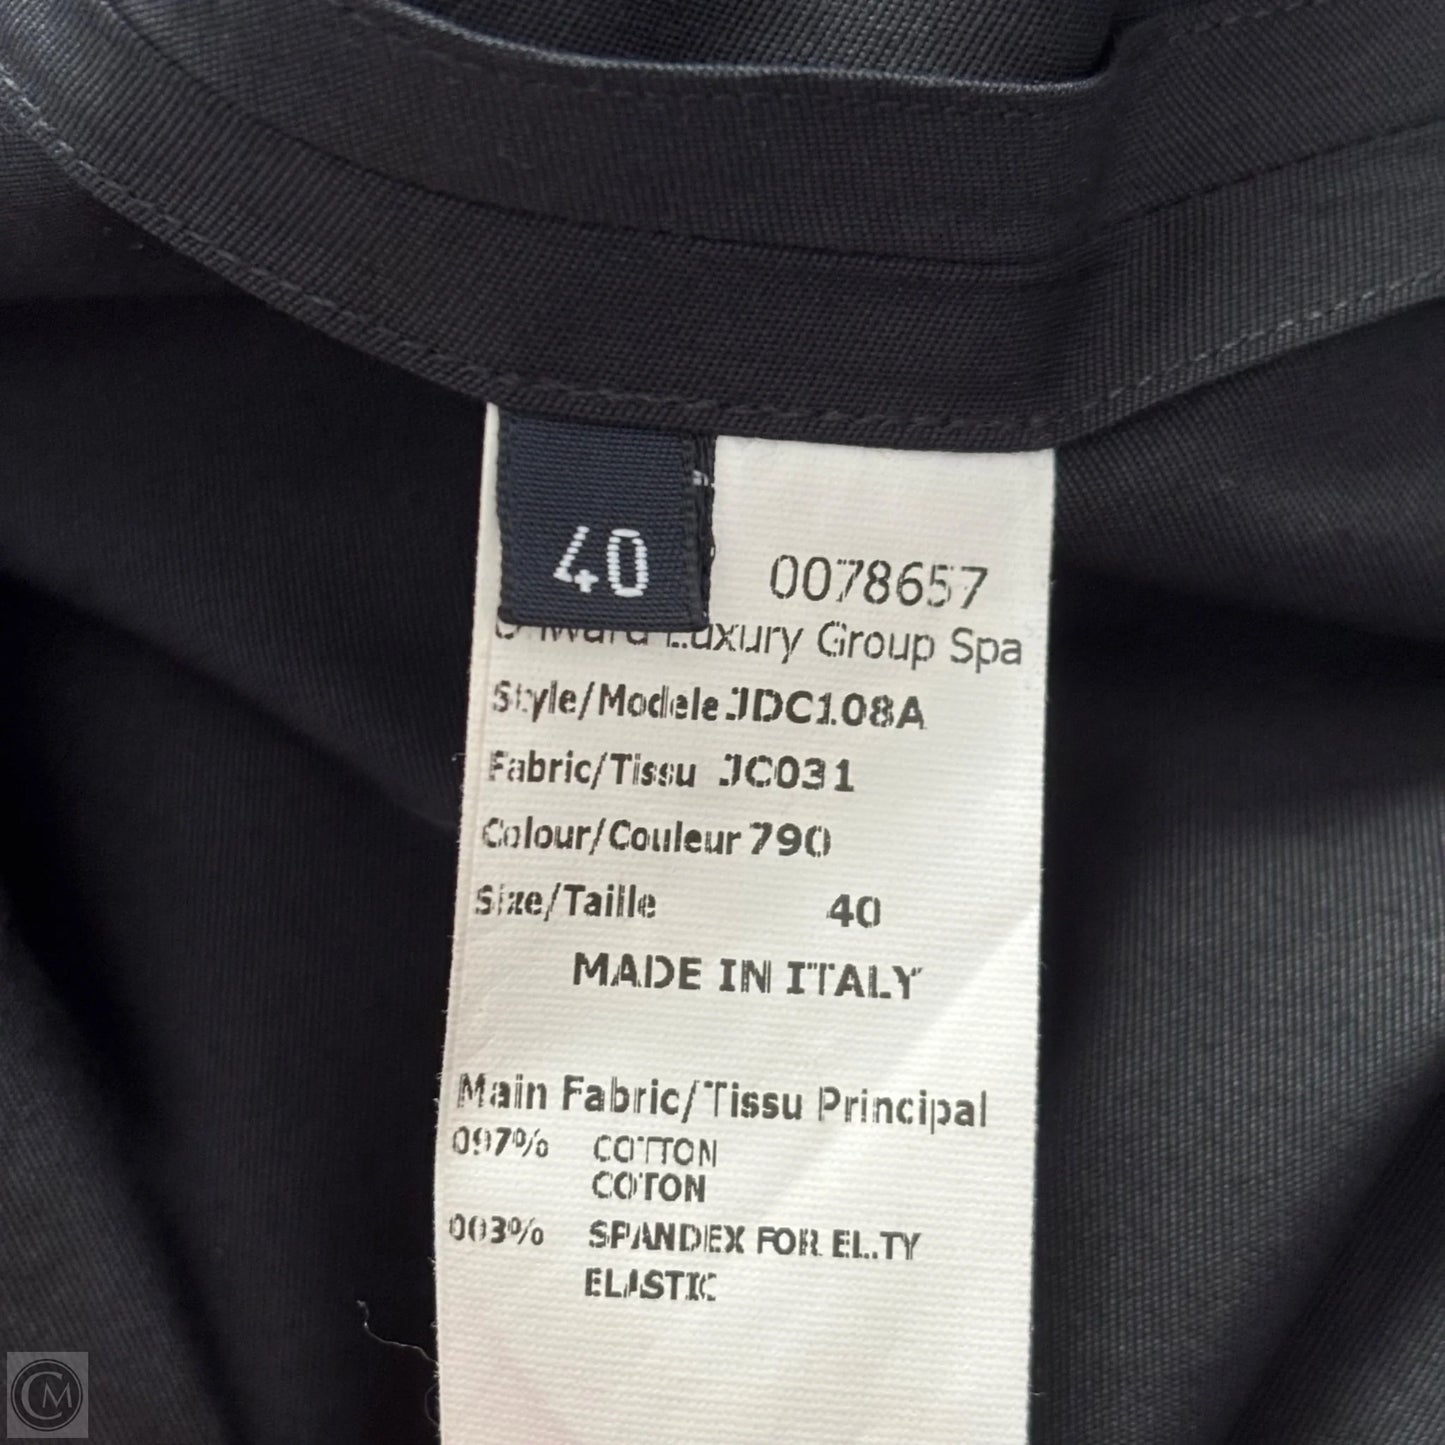 40
0078657
Luxury Group Spa
Style/Modele JDC108A
Fabric/Tissu JC031
Colour/Couleur 790
Size/Taille 40
MADE IN ITALY
Main Fabric/Tissu Principal
097% COTTON
COTON
003% SPANDEX FOR EL.TY
ELASTIC
CM